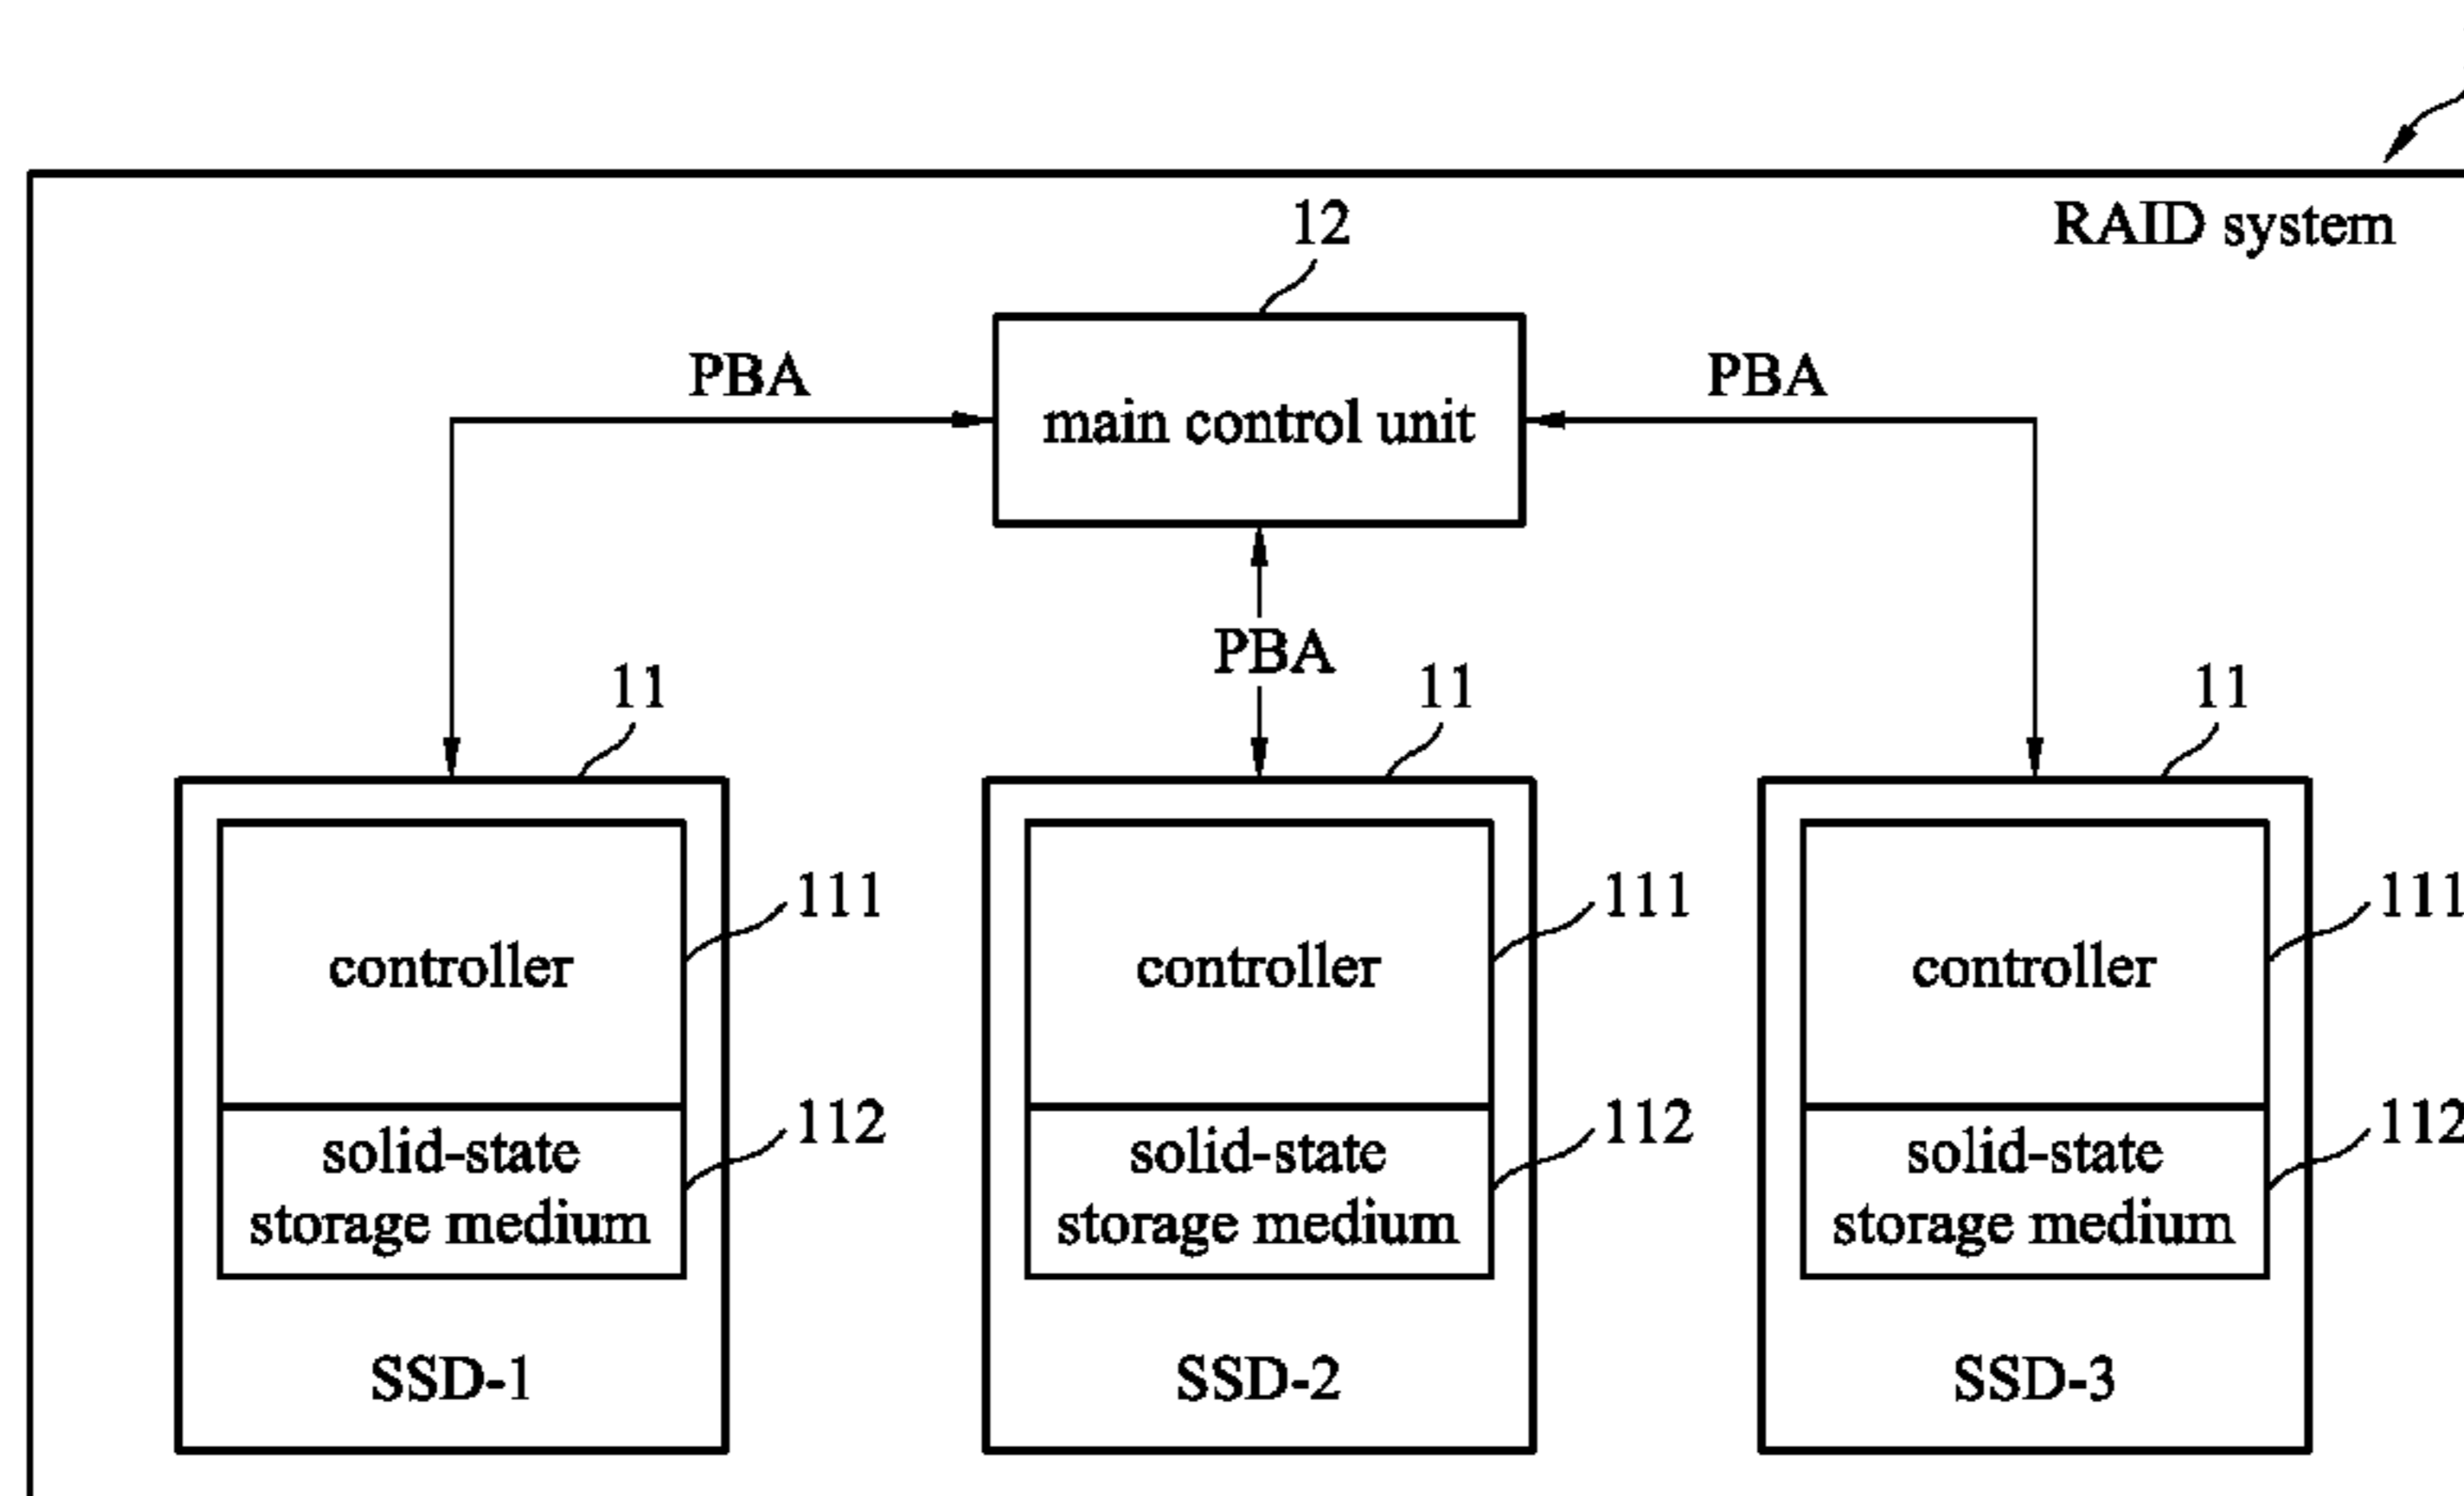 RAID system
12
PBA
main control unit
PBA
PBA
11
11
11
controller
111
controller
111
controller
111
solid-state
storage medium
112
solid-state
storage medium
112
solid-state
storage medium
112
SSD-1
SSD-2
SSD-3